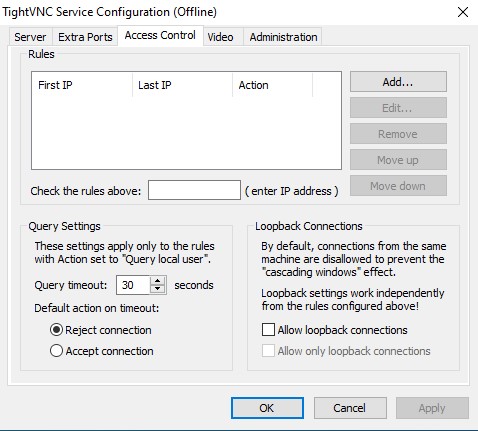 TightVNC Service Configuration (Offline)
Server Extra Ports Access Control Video Administration
Rules
First IP Last IP Action
Add...
Edit...
Remove
Move up
Move down
Check the rules above: ( enter IP address )
Query Settings
These settings apply only to the rules
with Action set to "Query local user".
Query timeout: 30 seconds
Default action on timeout:
Reject connection
Accept connection
Loopback Connections
By default, connections from the same
machine are disallowed to prevent the
"cascading windows" effect.
Loopback settings work independently
from the rules configured above!
Allow loopback connections
Allow only loopback connections
OK Cancel Apply